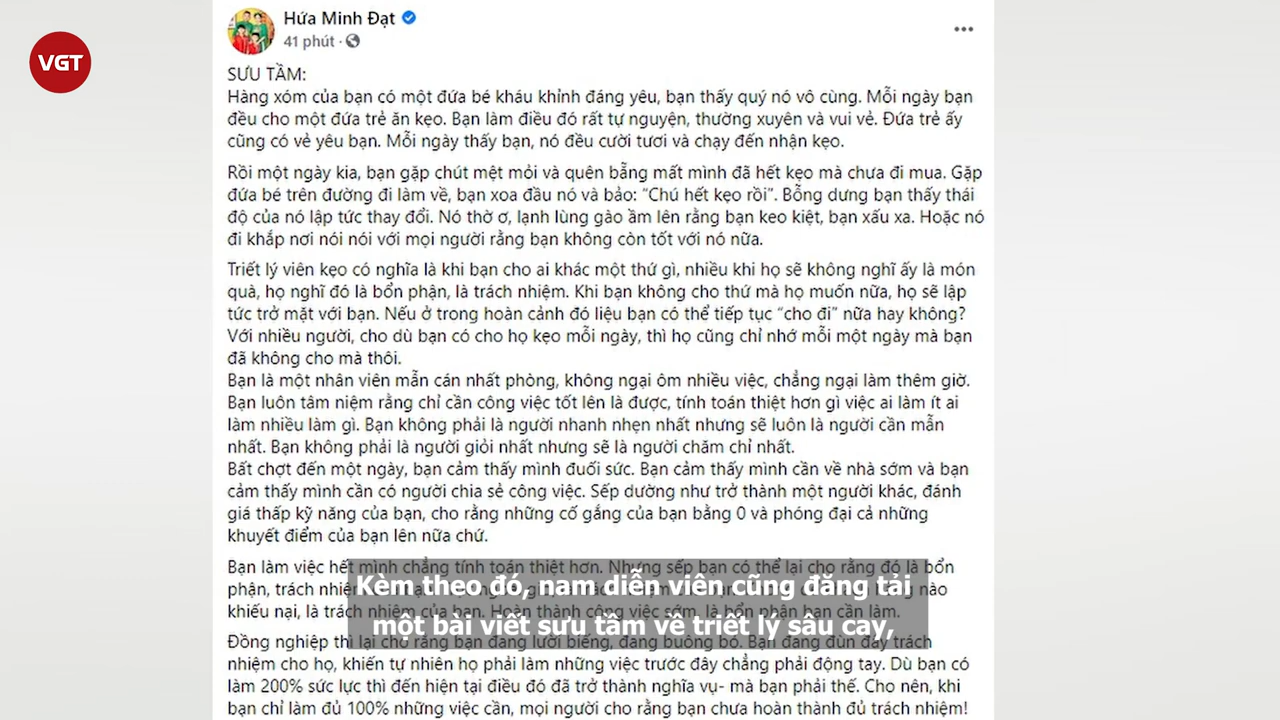 Hứa Minh Đạt
41 phút ·
VGT
SƯU TẦM:
Hàng xóm của bạn có một đứa bé kháu khỉnh đáng yêu, bạn thấy quý nó vô cùng. Mỗi ngày bạn
đều cho một đứa trẻ ăn kẹo. Bạn làm điều đó rất tự nguyện, thường xuyên và vui vẻ. Đứa trẻ ấy
cũng có vẻ yêu bạn. Mỗi ngày thấy bạn, nó đều cười tươi và chạy đến nhận kẹo.
Rồi một ngày kia, bạn gặp chút mệt mỏi và quên bẵng mất mình đã hết kẹo mà chưa đi mua. Gặp
đứa bé trên đường đi làm về, bạn xoa đầu nó và bảo: “Chú hết kẹo rồi”. Bỗng dưng bạn thấy thái
độ của nó lập tức thay đổi. Nó thờ ơ, lạnh lùng gào ầm lên rằng bạn keo kiệt, bạn xấu xa. Hoặc nó
đi khắp nơi nói nói với mọi người rằng bạn không còn tốt với nó nữa.
Triết lý viên kẹo có nghĩa là khi bạn cho ai khác một thứ gì, nhiều khi họ sẽ không nghĩ ấy là món
quà, họ nghĩ đó là bổn phận, là trách nhiệm. Khi bạn không cho thứ mà họ muốn nữa, họ sẽ lập
tức trở mặt với bạn. Nếu ở trong hoàn cảnh đó liệu bạn có thể tiếp tục “cho đi” nữa hay không?
Với nhiều người, cho dù bạn có cho họ kẹo mỗi ngày, thì họ cũng chỉ nhớ mỗi một ngày mà bạn
đã không cho mà thôi.
Bạn là một nhân viên mẫn cán nhất phòng, không ngại ôm nhiều việc, chẳng ngại làm thêm giờ.
Bạn luôn tâm niệm rằng chỉ cần công việc tốt lên là được, tính toán thiệt hơn gì việc ai làm ít ai
làm nhiều làm gì. Bạn không phải là người nhanh nhẹn nhất nhưng sẽ luôn là người cần mẫn
nhất. Bạn không phải là người giỏi nhất nhưng sẽ là người chăm chỉ nhất.
Bất chợt đến một ngày, bạn cảm thấy mình đuối sức. Bạn cảm thấy mình cần về nhà sớm và bạn
cảm thấy mình cần có người chia sẻ công việc. Sếp dường như trở thành một người khác, đánh
giá thấp kỹ năng của bạn, cho rằng những cố gắng của bạn bằng 0 và phóng đại cả những
khuyết điểm của bạn lên nữa chứ.
Bạn làm việc hết mình chẳng tính toán thiệt hơn. Nhưng sếp bạn có thể lại cho rằng đó là bổn
phận, trách nhiệm nào
khiếu nại, là trách nhiệm của bạn. Hoàn thành công việc sớm, là bổn phận bạn cần làm.
Kèm theo đó, nam diễn viên cũng đăng tải
một bài viết sưu tầm về triết lý sâu cay,
Đồng nghiệp thì lại cho rằng bạn đang lười biếng, đang buông bỏ. Bạn đang đùn đẩy trách
nhiệm cho họ, khiến tự nhiên họ phải làm những việc trước đây chẳng phải động tay. Dù bạn có
làm 200% sức lực thì đến hiện tại điều đó đã trở thành nghĩa vụ- mà bạn phải thế. Cho nên, khi
bạn chỉ làm đủ 100% những việc cần, mọi người cho rằng bạn chưa hoàn thành đủ trách nhiệm!